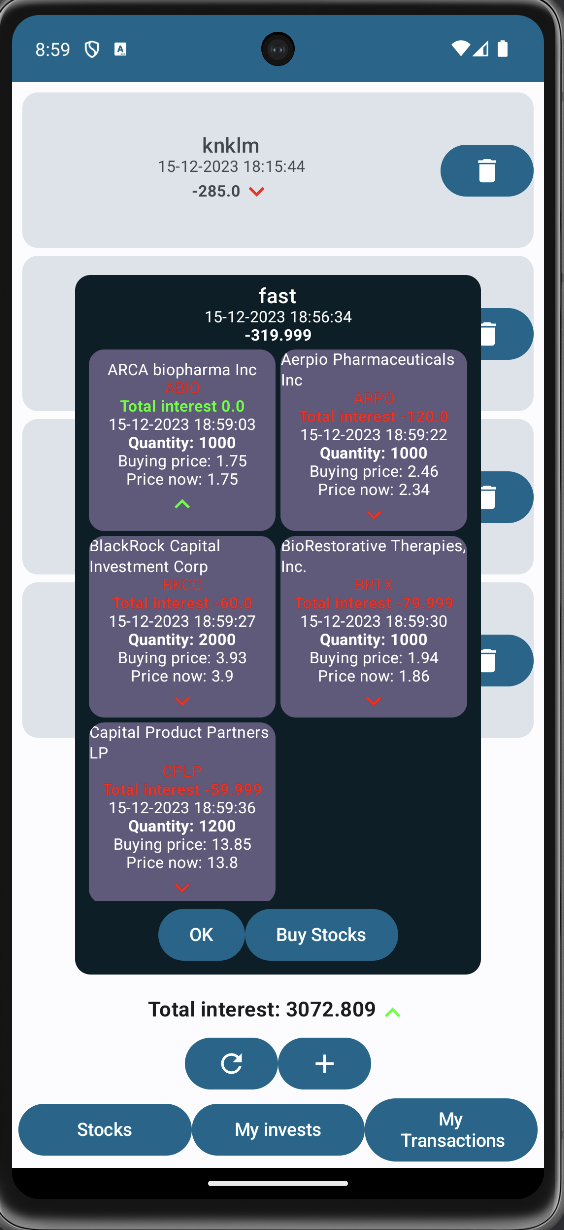 8:59
A
knklm
15-12-2023 18:15:44
-285.0
fast
15-12-2023 18:56:34
-319.999
ARCA biopharma Inc
ABIO
Total interest 0.0
15-12-2023 18:59:03
Quantity: 1000
Buying price: 1.75
Price now: 1.75
Aerpio Pharmaceuticals
Inc
ARPO
Total interest -120.0
15-12-2023 18:59:22
Quantity: 1000
Buying price: 2.46
Price now: 2.34
BlackRock Capital
Investment Corp
BKCC
Total interest -60.0
15-12-2023 18:59:27
Quantity: 2000
Buying price: 3.93
Price now: 3.9
BioRestorative Therapies,
Inc.
BRTX
Total interest -79.999
15-12-2023 18:59:30
Quantity: 1000
Buying price: 1.94
Price now: 1.86
Capital Product Partners
LP
CPLP
Total interest -59.999
15-12-2023 18:59:36
Quantity: 1200
Buying price: 13.85
Price now: 13.8
OK
Buy Stocks
Total interest: 3072.809
Stocks
My invests
My
Transactions